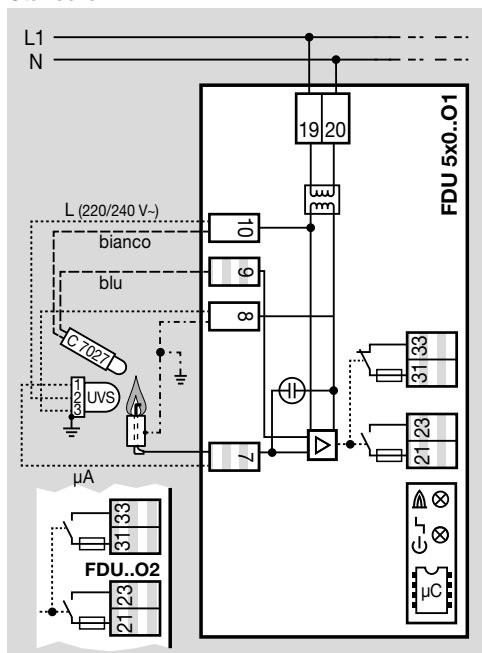 L1
N
19 20
FDU 5x0..O1
L (220/240 V~)
10
bianco
9
blu
8
C 7027
1
2
3
UVS
31 33
21 23
7
µA
31 33
FDU..O2
21 23
µC